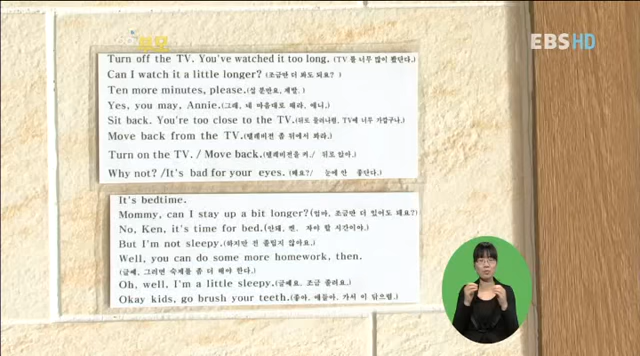 부모
EBS HD
Turn off the TV. You've watched it too long. (TV를 너무 많이 봤단다.)
Can I watch it a little longer? (조금만 더 봐도 되요? )
Ten more minutes, please. (십 분만요, 제발. )
Yes, you may, Annie.(그래, 네 마음대로 해라, 애니.)
Sit back. You're too close to the TV. (뒤로 물러나렴, TV에 너무 가깝구나.)
Move back from the TV.(텔레비전 좀 뒤에서 봐라.)
Turn on the TV. / Move back.(텔레비전을 켜./ 뒤로 앉아.)
Why not? /It's bad for your eyes. (왜요?/ 눈에 안 좋단다.)
It's bedtime.
Mommy, can I stay up a bit longer?(엄마, 조금만 더 있어도 돼요?)
No, Ken, it's time for bed.(안돼, 켄, 자야 할 시간이야.)
But I'm not sleepy.(하지만 전 졸립지 않아요.)
Well, you can do some more homework, then.
(글쎄, 그러면 숙제를 좀 더 해야 한다.)
Oh, well, I'm a little sleepy.(글쎄요, 조금 졸려요.)
Okay kids, go brush your teeth.(좋아, 얘들아, 가서 이 닦으렴.)